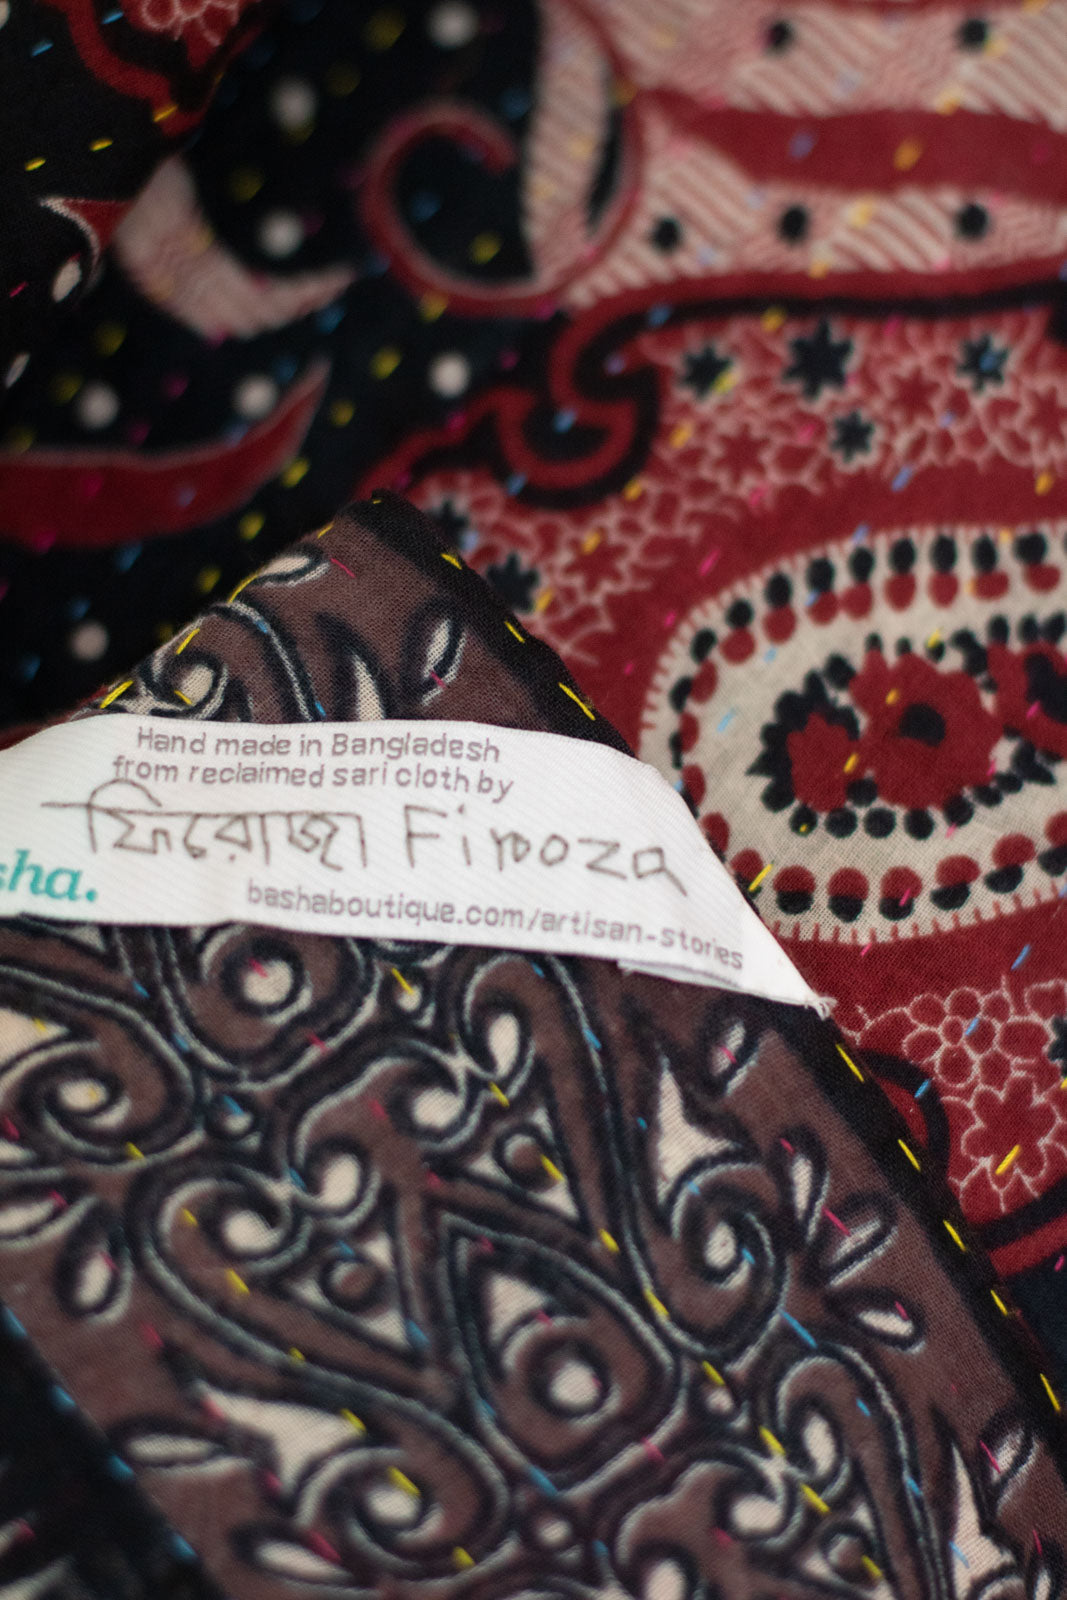 Hand made in Bangladesh
from reclaimed sari cloth by
ফিরোজা Firoza
sha.
bashaboutique.com/artisan-stories